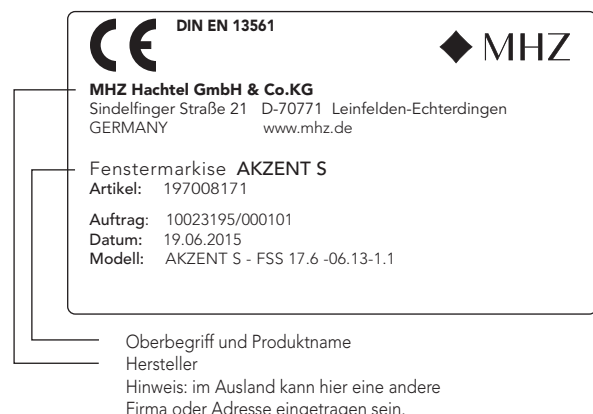 CE DIN EN 13561
MHZ
MHZ Hachtel GmbH & Co.KG
Sindelfinger Straße 21 D-70771 Leinfelden-Echterdingen
GERMANY www.mhz.de
Fenstermarkise AKZENT S
Artikel: 197008171
Auftrag: 10023195/000101
Datum: 19.06.2015
Modell: AKZENT S - FSS 17.6 -06.13-1.1
Oberbegriff und Produktname
Hersteller
Hinweis: im Ausland kann hier eine andere
Firma oder Adresse eingetragen sein.